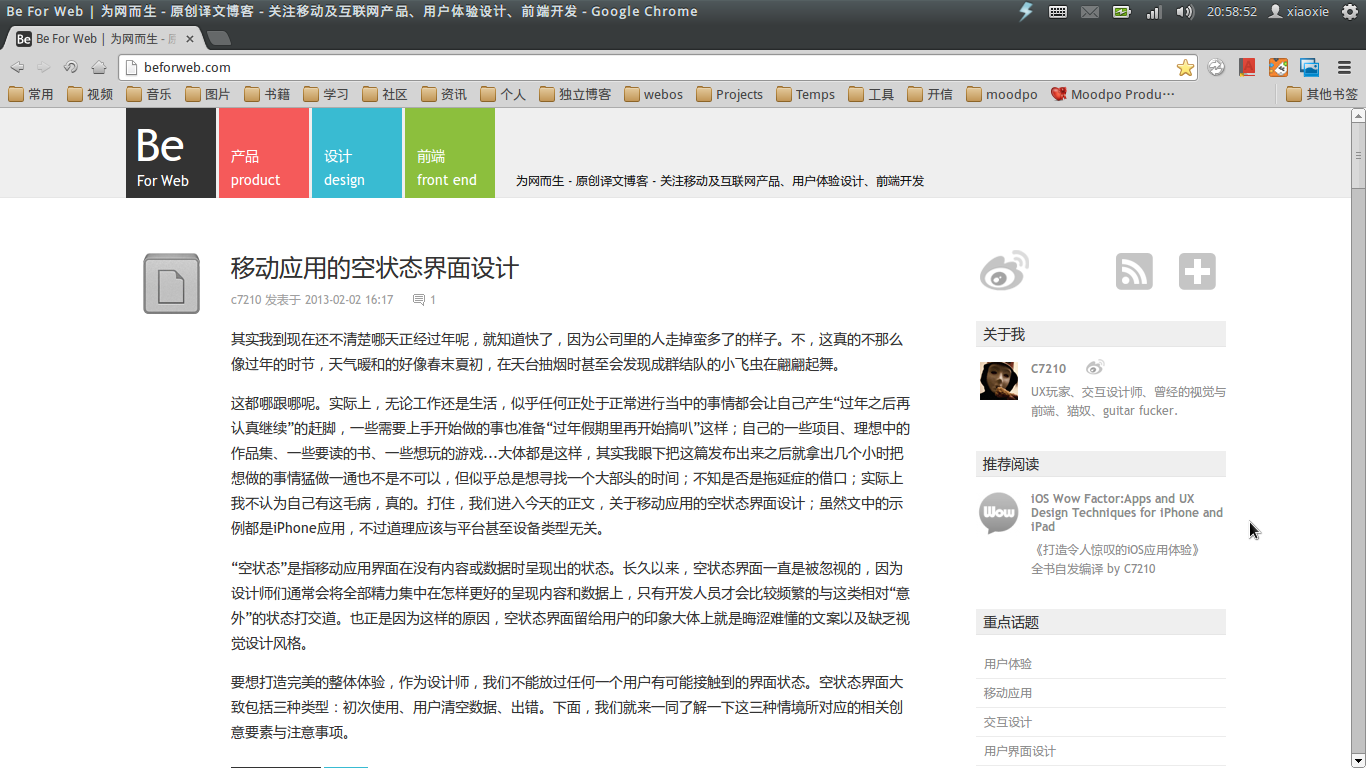 Be For Web | 为网而生 - 原创译文博客 - 关注移动及互联网产品、用户体验设计、前端开发 - Google Chrome
20:58:52 xiaoxie
Be Be For Web | 为网而生 - 原
beforweb.com
常用 视频 音乐 图片 书籍 学习 社区 资讯 个人 独立博客 webos Projects Temps 工具 开信 moodpo Moodpo Produ… 其他书签
Be
For Web
产品
product
设计
design
前端
front end
为网而生 - 原创译文博客 - 关注移动及互联网产品、用户体验设计、前端开发
移动应用的空状态界面设计
c7210 发表于 2013-02-02 16:17 1
其实我到现在还不清楚哪天正经过年呢，就知道快了，因为公司里的人走掉蛮多了的样子。不，这真的不那么
像过年的时节，天气暖和的好像春末夏初，在天台抽烟时甚至会发现成群结队的小飞虫在翩翩起舞。
这都哪跟哪呢。实际上，无论工作还是生活，似乎任何正处于正常进行当中的事情都会让自己产生“过年之后再
认真继续”的赶脚，一些需要上手开始做的事也准备“过年假期里再开始搞叭”这样；自己的一些项目、理想中的
作品集、一些要读的书、一些想玩的游戏…大体都是这样，其实我眼下把这篇发布出来之后就拿出几个小时把
想做的事情猛做一通也不是不可以，但似乎总是想寻找一个大部头的时间；不知是否是拖延症的借口；实际上
我不认为自己有这毛病，真的。打住，我们进入今天的正文，关于移动应用的空状态界面设计；虽然文中的示
例都是iPhone应用，不过道理应该与平台甚至设备类型无关。
“空状态”是指移动应用界面在没有内容或数据时呈现出的状态。长久以来，空状态界面一直是被忽视的，因为
设计师们通常会将全部精力集中在怎样更好的呈现内容和数据上，只有开发人员才会比较频繁的与这类相对“意
外”的状态打交道。也正是因为这样的原因，空状态界面留给用户的印象大体上就是晦涩难懂的文案以及缺乏视
觉设计风格。
要想打造完美的整体体验，作为设计师，我们不能放过任何一个用户有可能接触到的界面状态。空状态界面大
致包括三种类型：初次使用、用户清空数据、出错。下面，我们就来一同了解一下这三种情境所对应的相关创
意要素与注意事项。
关于我
C7210
UX玩家、交互设计师、曾经的视觉与
前端、猫奴、guitar fucker.
推荐阅读
Wow
iOS Wow Factor:Apps and UX
Design Techniques for iPhone and
iPad
《打造令人惊叹的iOS应用体验》
全书自发编译 by C7210
重点话题
用户体验
移动应用
交互设计
用户界面设计